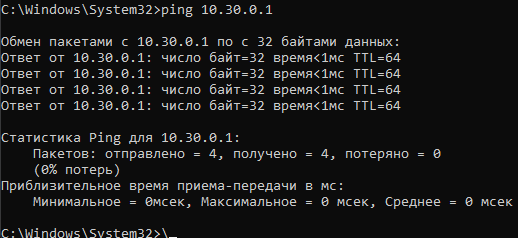 C:\Windows\System32>ping 10.30.0.1
Обмен пакетами с 10.30.0.1 по с 32 байтами данных:
Ответ от 10.30.0.1: число байт=32 время<1мс TTL=64
Ответ от 10.30.0.1: число байт=32 время<1мс TTL=64
Ответ от 10.30.0.1: число байт=32 время<1мс TTL=64
Ответ от 10.30.0.1: число байт=32 время<1мс TTL=64
Статистика Ping для 10.30.0.1:
Пакетов: отправлено = 4, получено = 4, потеряно = 0
(0% потерь)
Приблизительное время приема-передачи в мс:
Минимальное = 0мсек, Максимальное = 0 мсек, Среднее = 0 мсек
C:\Windows\System32>\_